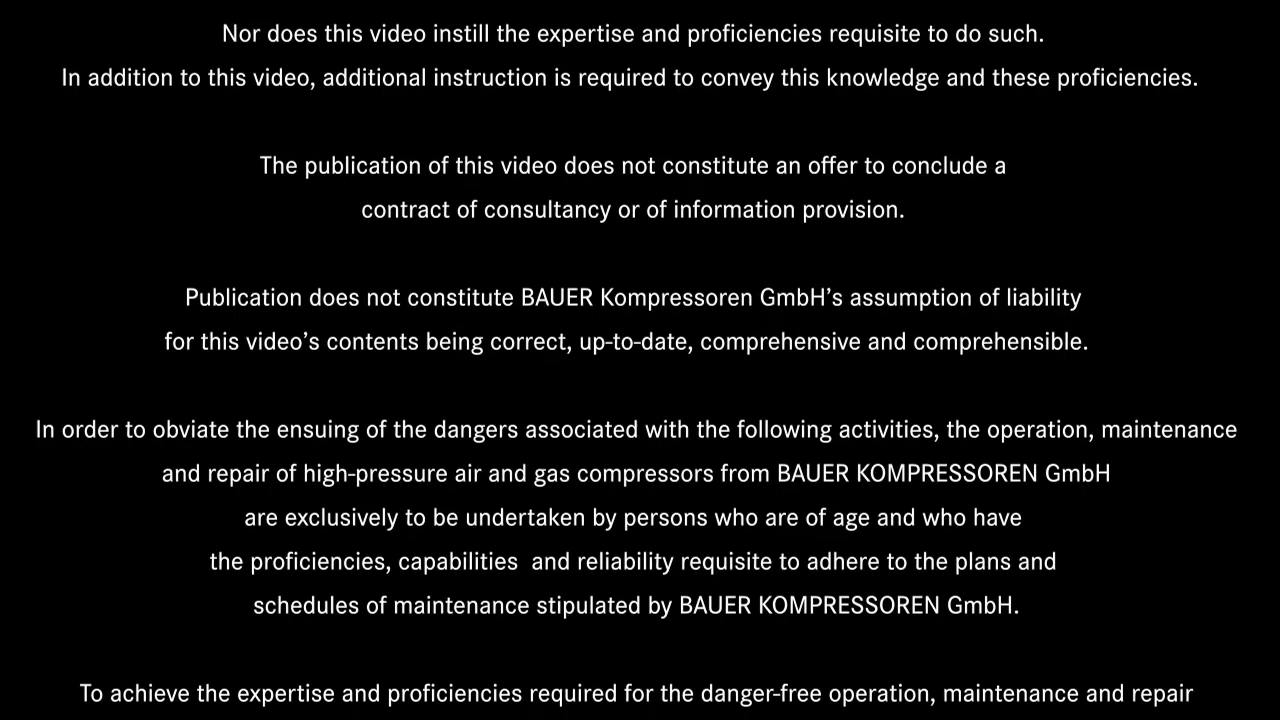 Nor does this video instill the expertise and proficiencies requisite to do such.
In addition to this video, additional instruction is required to convey this knowledge and these proficiencies.
The publication of this video does not constitute an offer to conclude a
contract of consultancy or of information provision.
Publication does not constitute BAUER Kompressoren GmbH’s assumption of liability
for this video’s contents being correct, up-to-date, comprehensive and comprehensible.
In order to obviate the ensuing of the dangers associated with the following activities, the operation, maintenance
and repair of high-pressure air and gas compressors from BAUER KOMPRESSOREN GmbH
are exclusively to be undertaken by persons who are of age and who have
the proficiencies, capabilities  and reliability requisite to adhere to the plans and
schedules of maintenance stipulated by BAUER KOMPRESSOREN GmbH.
To achieve the expertise and proficiencies required for the danger-free operation, maintenance and repair